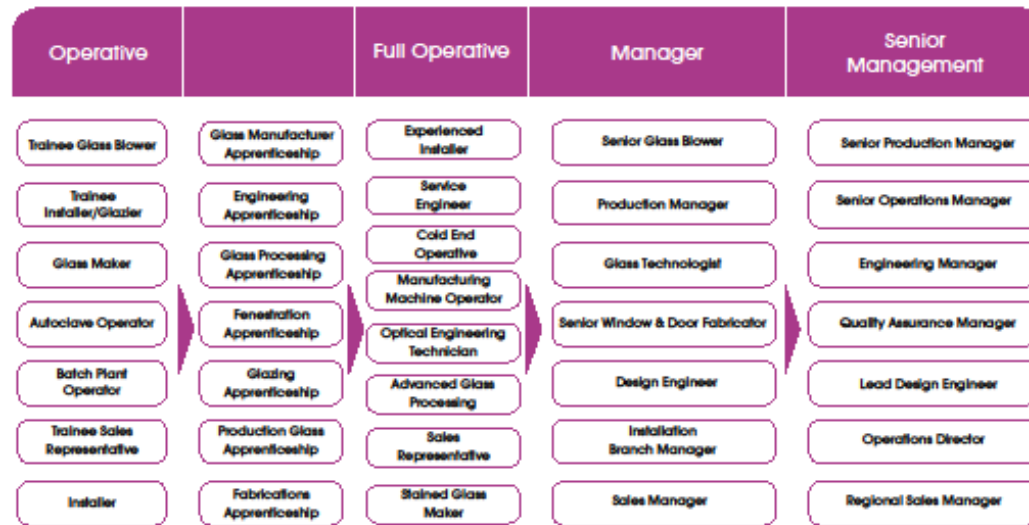 Operative
Full Operative
Manager
Senior
Management
Trainee Glass Blower
Trainee
Installer/Glazier
Glass Maker
Autoclave Operator
Batch Plant
Operator
Trainee Sales
Representative
Installer
Glass Manufacturer
Apprenticeship
Engineering
Apprenticeship
Glass Processing
Apprenticeship
Fenestration
Apprenticeship
Glazing
Apprenticeship
Production Glass
Apprenticeship
Fabrications
Apprenticeship
Experienced
Installer
Service
Engineer
Cold End
Operative
Manufacturing
Machine Operator
Optical Engineering
Technician
Advanced Glass
Processing
Sales
Representative
Stained Glass
Maker
Senior Glass Blower
Production Manager
Glass Technologist
Senior Window & Door Fabricator
Design Engineer
Installation
Branch Manager
Sales Manager
Senior Production Manager
Senior Operations Manager
Engineering Manager
Quality Assurance Manager
Lead Design Engineer
Operations Director
Regional Sales Manager